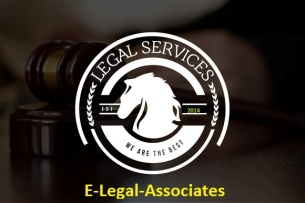 LEGAL SERVICES
EST 2014
WE ARE THE BEST
E-Legal-Associates